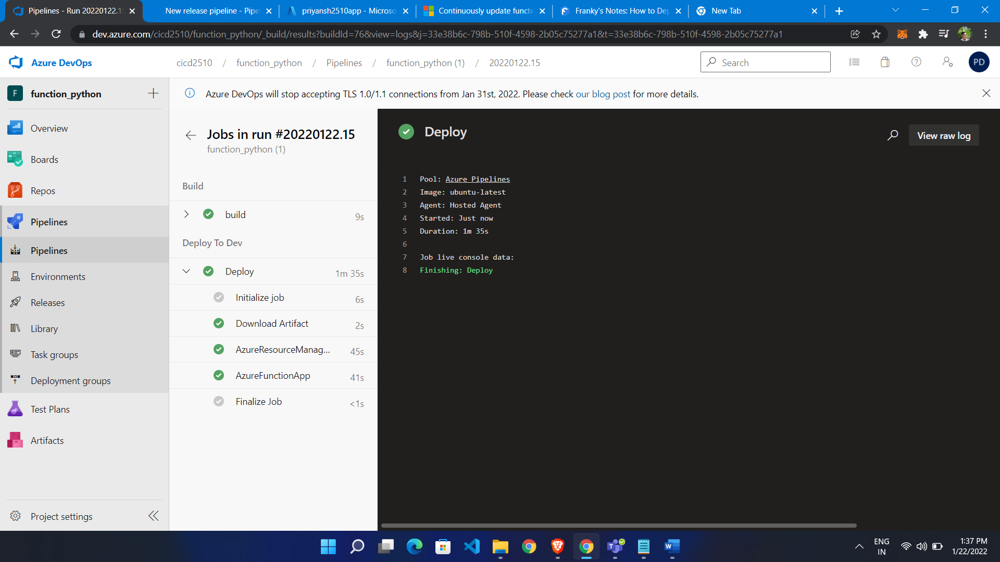 Pipelines - Run 20220122.1
New release pipeline - Pipe
priyansh2510app - Microso
Continuously update functi
Franky's Notes: How to Dep
New Tab
dev.azure.com/cicd2510/function_python/_build/results?buildId=76&view=logs&j=33e38b6c-798b-510f-4598-2b05c75277a1&t=33e38b6c-798b-510f-4598-2b05c75277a1
Azure DevOps
cicd2510 / function_python / Pipelines / function_python (1) / 20220122.15
Search
PD
F function_python
Azure DevOps will stop accepting TLS 1.0/1.1 connections from Jan 31st, 2022. Please check our blog post for more details.
Overview
Boards
Repos
Pipelines
Pipelines
Environments
Releases
Library
Task groups
Deployment groups
Test Plans
Artifacts
Project settings
Jobs in run #20220122.15
function_python (1)
Build
build 9s
Deploy To Dev
Deploy 1m 35s
Initialize job 6s
Download Artifact 2s
AzureResourceManag... 45s
AzureFunctionApp 41s
Finalize Job <1s
Deploy
View raw log
1 Pool: Azure Pipelines
2 Image: ubuntu-latest
3 Agent: Hosted Agent
4 Started: Just now
5 Duration: 1m 35s
6
7 Job live console data:
8 Finishing: Deploy
ENG
IN
1:37 PM
1/22/2022